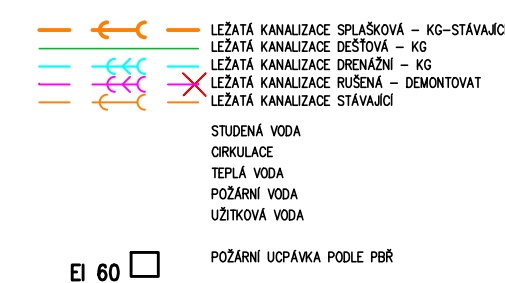 LEŽATÁ KANALIZACE SPLAŠKOVÁ – KG–STÁVAJÍC
LEŽATÁ KANALIZACE DEŠŤOVÁ – KG
LEŽATÁ KANALIZACE DRENÁŽNÍ – KG
LEŽATÁ KANALIZACE RUŠENÁ – DEMONTOVAT
LEŽATÁ KANALIZACE STÁVAJÍCÍ
STUDENÁ VODA
CIRKULACE
TEPLÁ VODA
POŽÁRNÍ VODA
UŽITKOVÁ VODA
EI 60 POŽÁRNÍ UCPÁVKA PODLE PBŘ